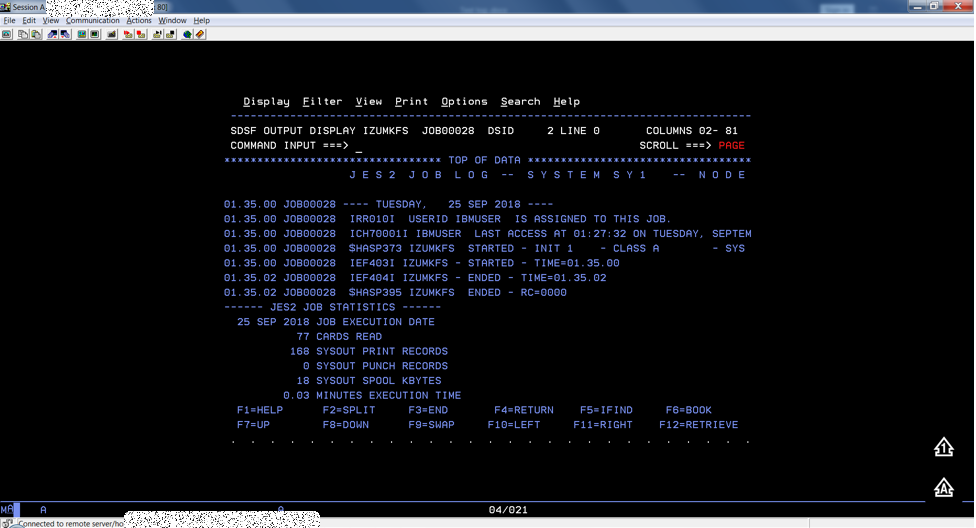 Session A
80]
File Edit View Communication Actions Window Help
Display Filter View Print Options Search Help
-------------------------------------------------------------------------------
SDSF OUTPUT DISPLAY IZUMKFS JOB00028 DSID 2 LINE 0 COLUMNS 02- 81
COMMAND INPUT ===> _ SCROLL ===> PAGE
********************************* TOP OF DATA **********************************
J E S 2 J O B L O G -- S Y S T E M S Y 1 -- N O D E
01.35.00 JOB00028 ---- TUESDAY, 25 SEP 2018 ----
01.35.00 JOB00028 IRR010I USERID IBMUSER IS ASSIGNED TO THIS JOB.
01.35.00 JOB00028 ICH70001I IBMUSER LAST ACCESS AT 01:27:32 ON TUESDAY, SEPTEM
01.35.00 JOB00028 $HASP373 IZUMKFS STARTED - INIT 1 - CLASS A - SYS
01.35.00 JOB00028 IEF403I IZUMKFS - STARTED - TIME=01.35.00
01.35.02 JOB00028 IEF404I IZUMKFS - ENDED - TIME=01.35.02
01.35.02 JOB00028 $HASP395 IZUMKFS ENDED - RC=0000
------ JES2 JOB STATISTICS ------
25 SEP 2018 JOB EXECUTION DATE
77 CARDS READ
168 SYSOUT PRINT RECORDS
0 SYSOUT PUNCH RECORDS
18 SYSOUT SPOOL KBYTES
0.03 MINUTES EXECUTION TIME
F1=HELP F2=SPLIT F3=END F4=RETURN F5=IFIND F6=BOOK
F7=UP F8=DOWN F9=SWAP F10=LEFT F11=RIGHT F12=RETRIEVE
1
A
MA A 04/021
Connected to remote server/ho